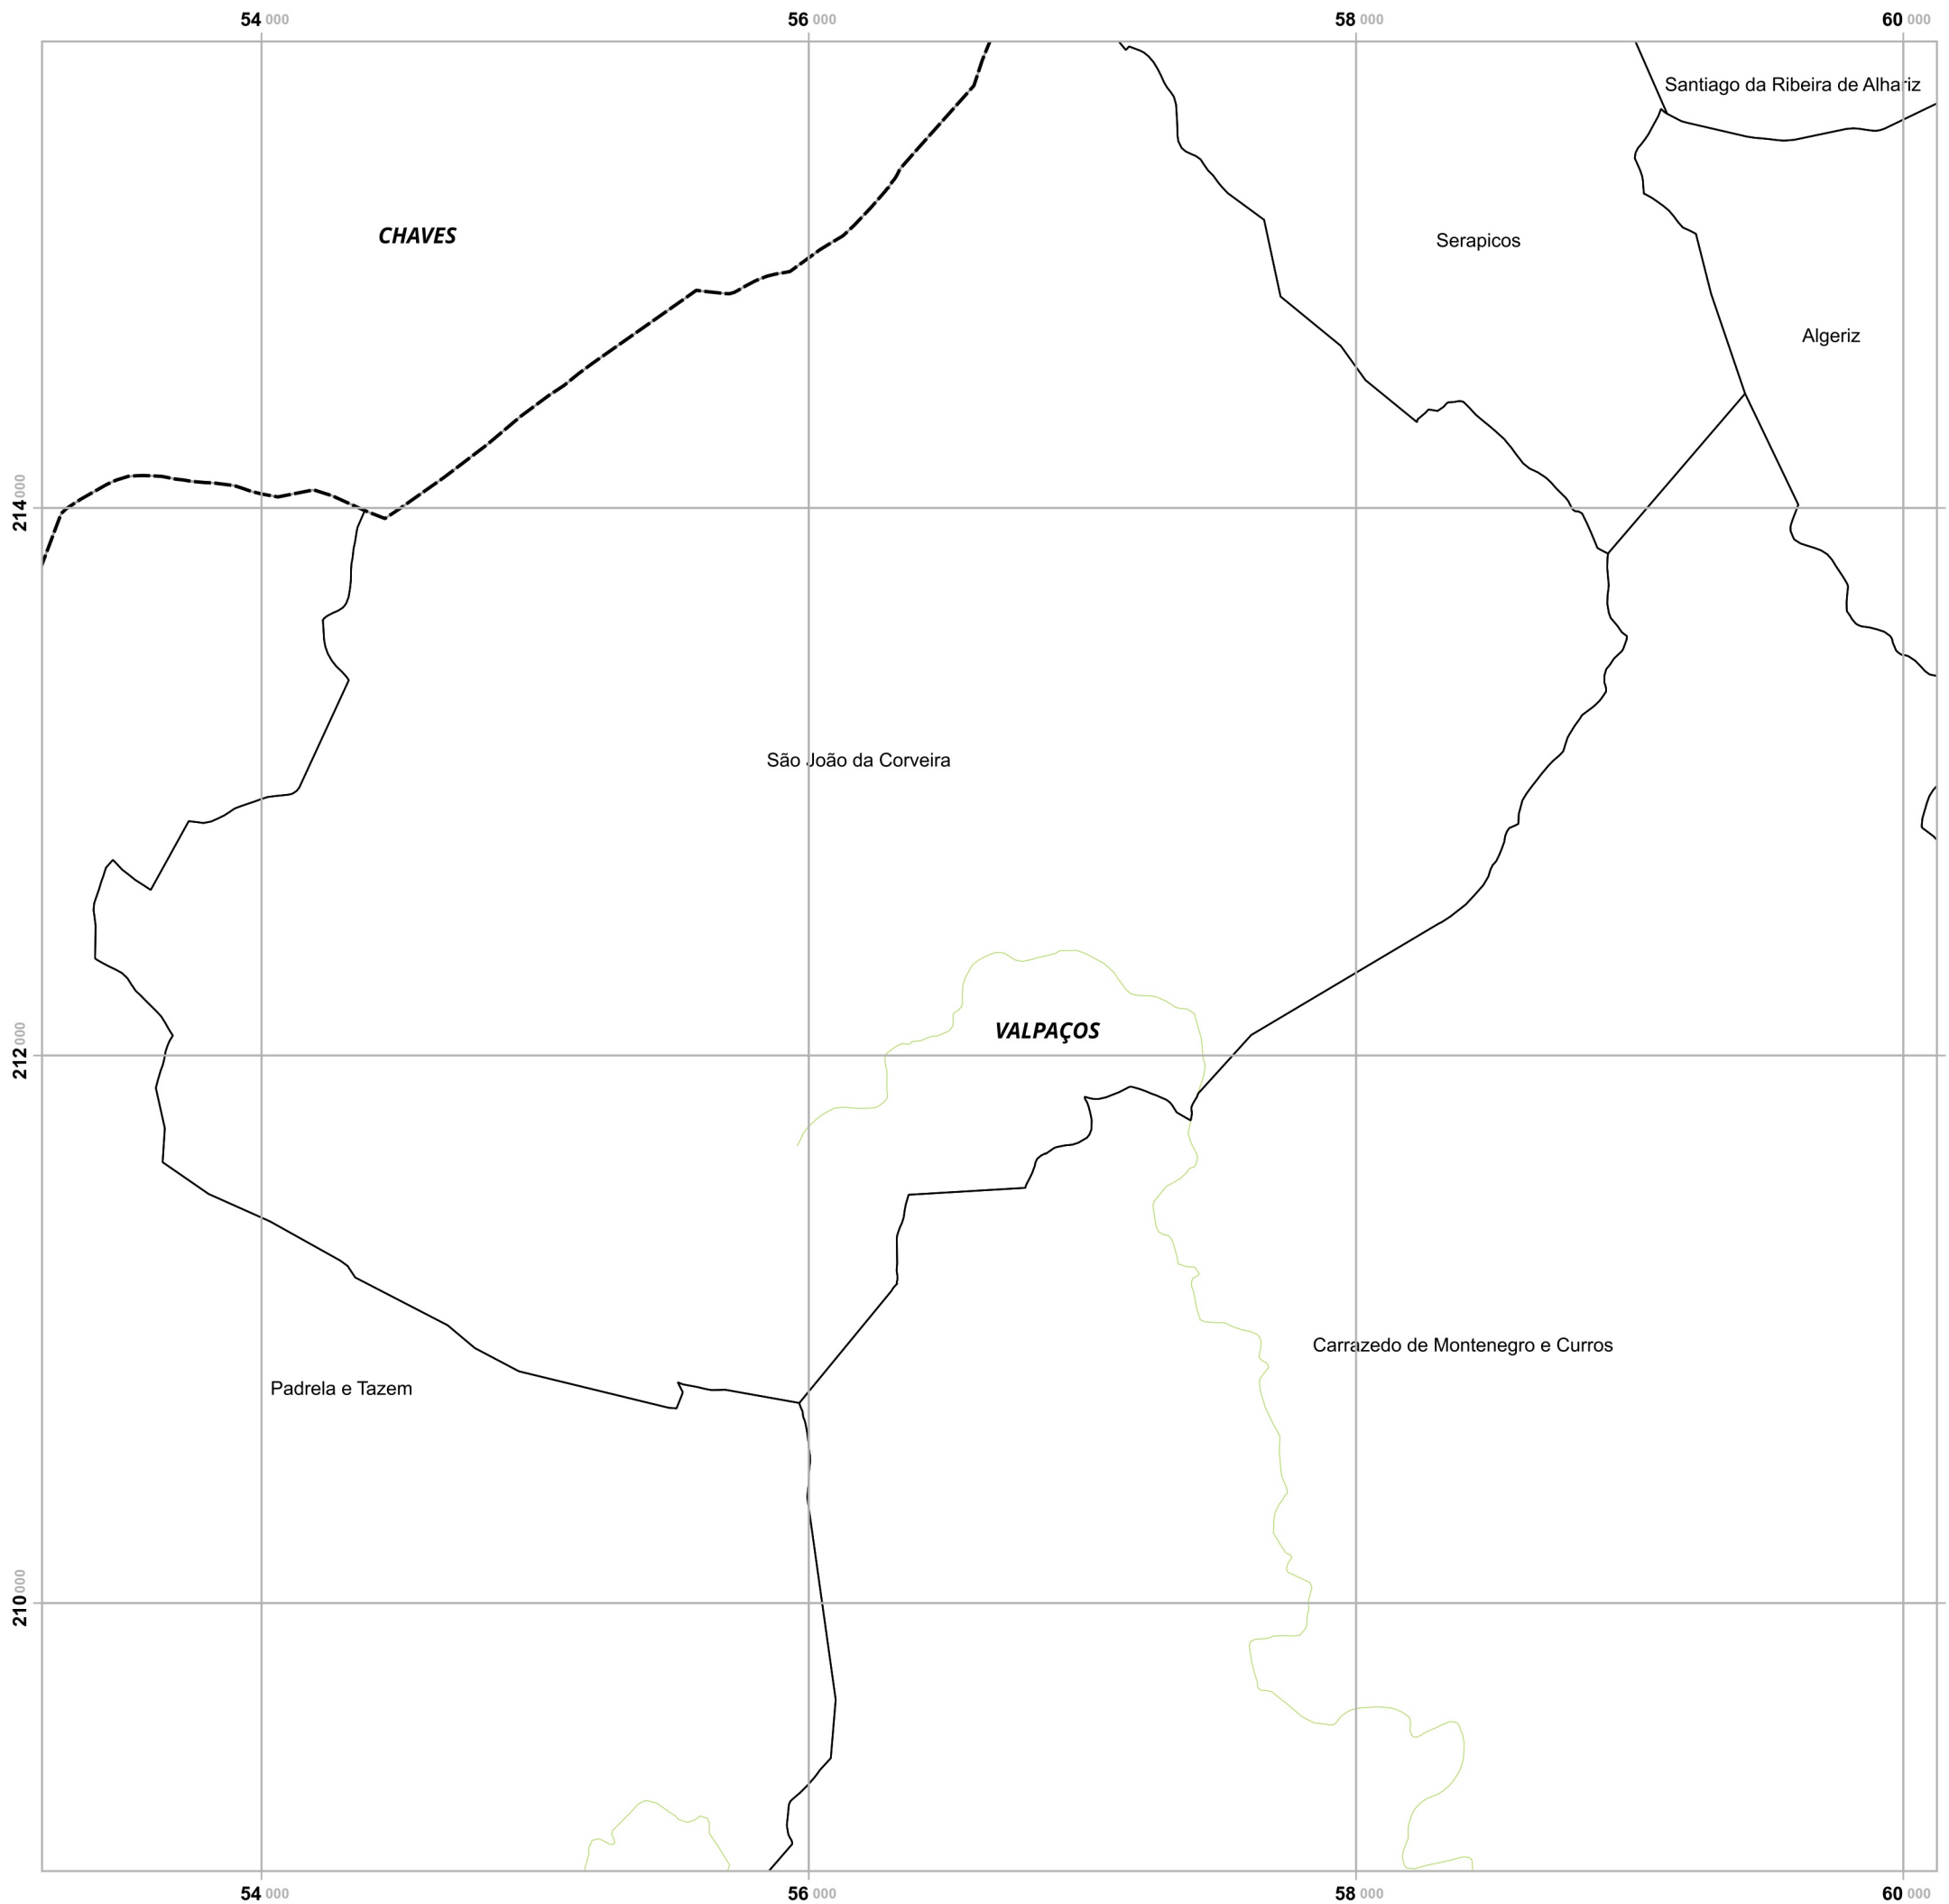 54 000 56 000 58 000 60 000
Santiago da Ribeira de Alhariz
CHAVES
Serapicos
Algeriz
214 000
São João da Corveira
VALPAÇOS
212 000
Carrazedo de Montenegro e Curros
Padrela e Tazem
210 000
54 000 56 000 58 000 60 000